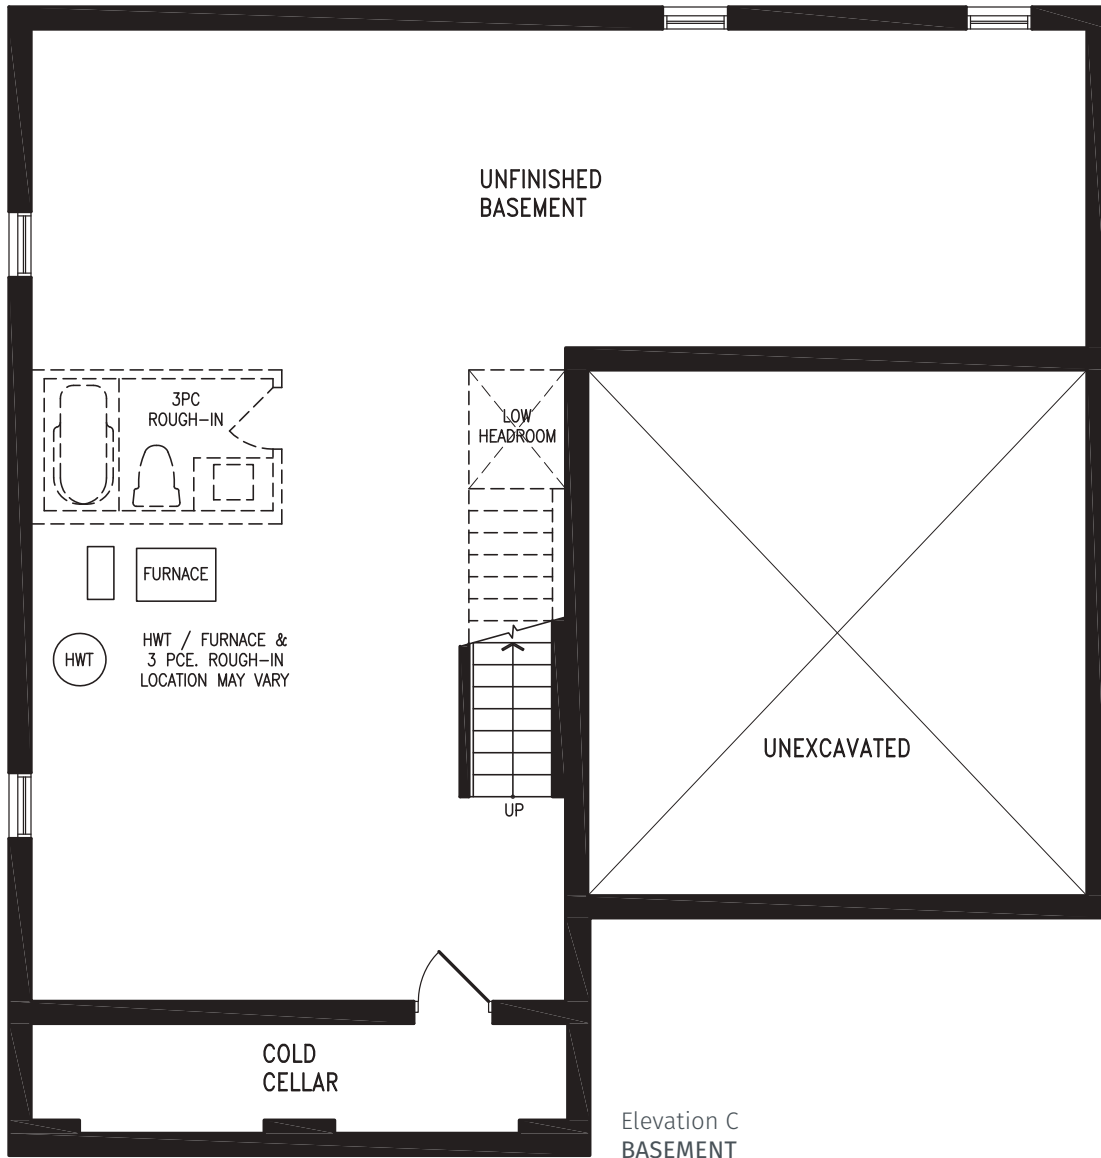 UNFINISHED
BASEMENT
3PC
ROUGH-IN
LOW
HEADROOM
FURNACE
HWT
HWT / FURNACE &
3 PCE. ROUGH-IN
LOCATION MAY VARY
UNEXCAVATED
UP
COLD
CELLAR
Elevation C
BASEMENT